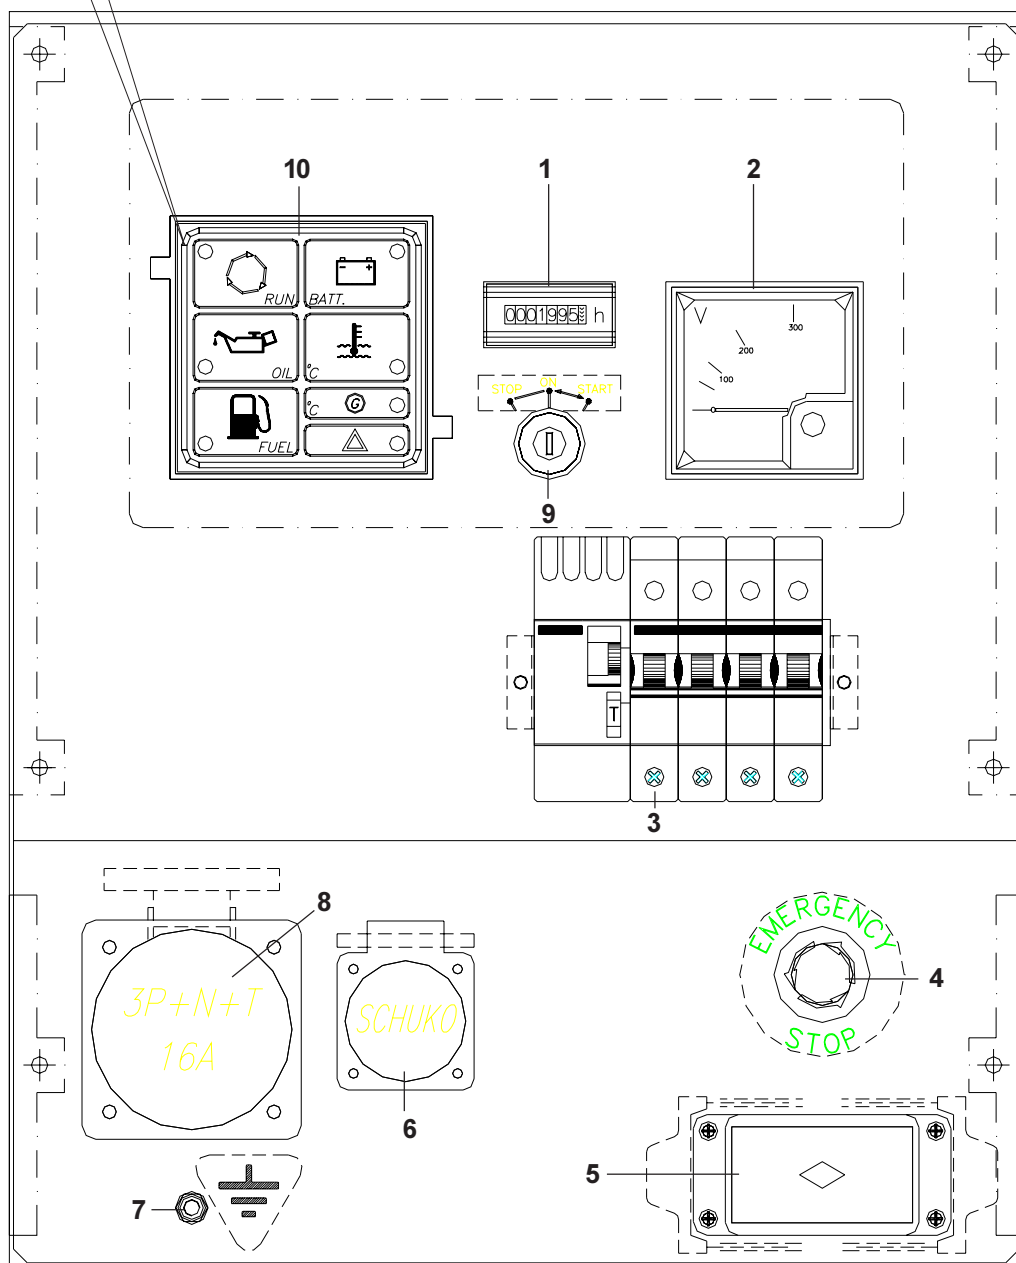 10
1
2
RUN
BATT.
OIL
°C
°C
G
FUEL
0001995 h
STOP
ON
START
V
100
200
300
9
T
3
8
3P+N+T
16A
SCHUKO
6
EMERGENCY
STOP
4
5
7